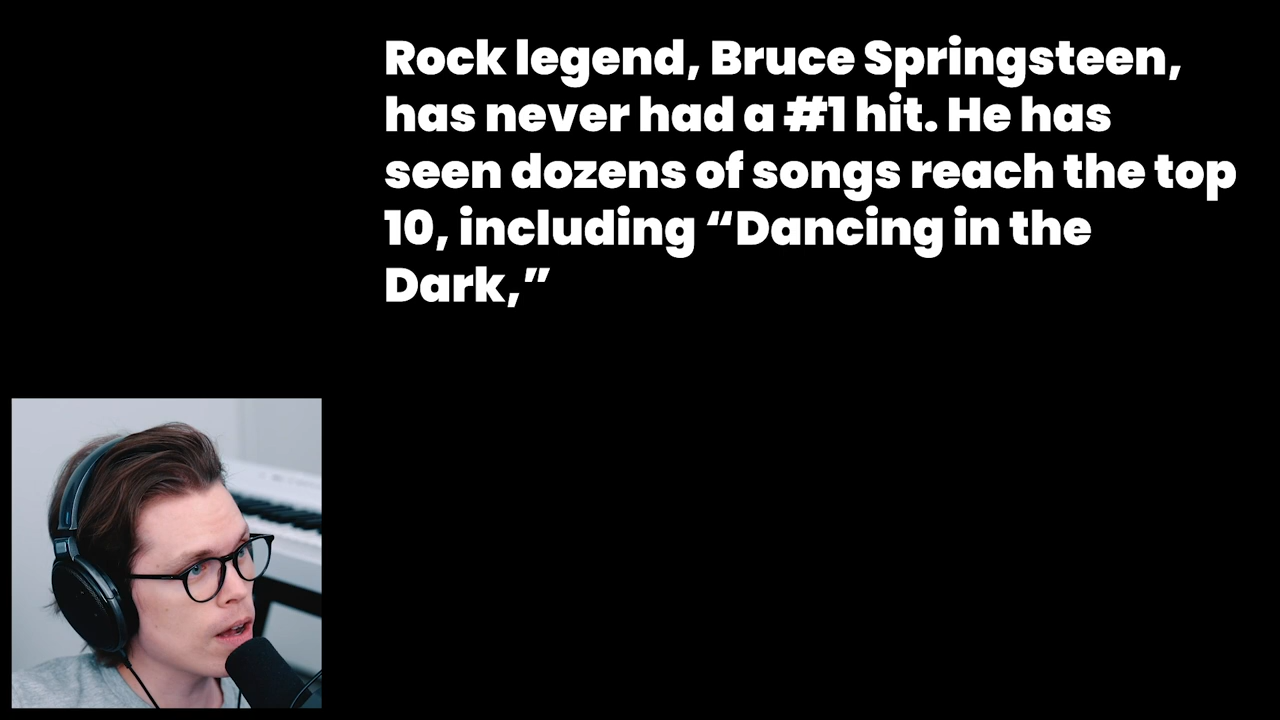 Rock legend, Bruce Springsteen,
has never had a #1 hit. He has
seen dozens of songs reach the top
10, including “Dancing in the
Dark,”